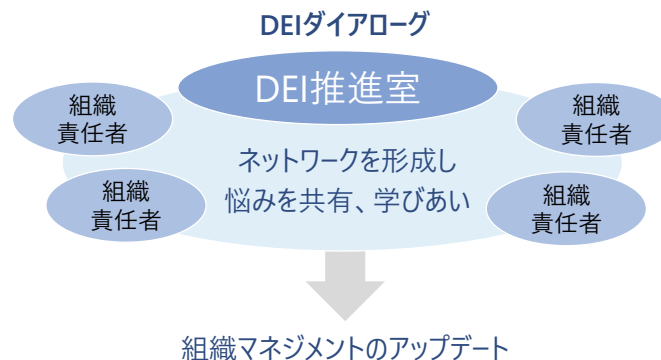 DEIダイアローグ
DEI推進室
組織
責任者
組織
責任者
ネットワークを形成し
悩みを共有、学びあい
組織
責任者
組織
責任者
組織マネジメントのアップデート